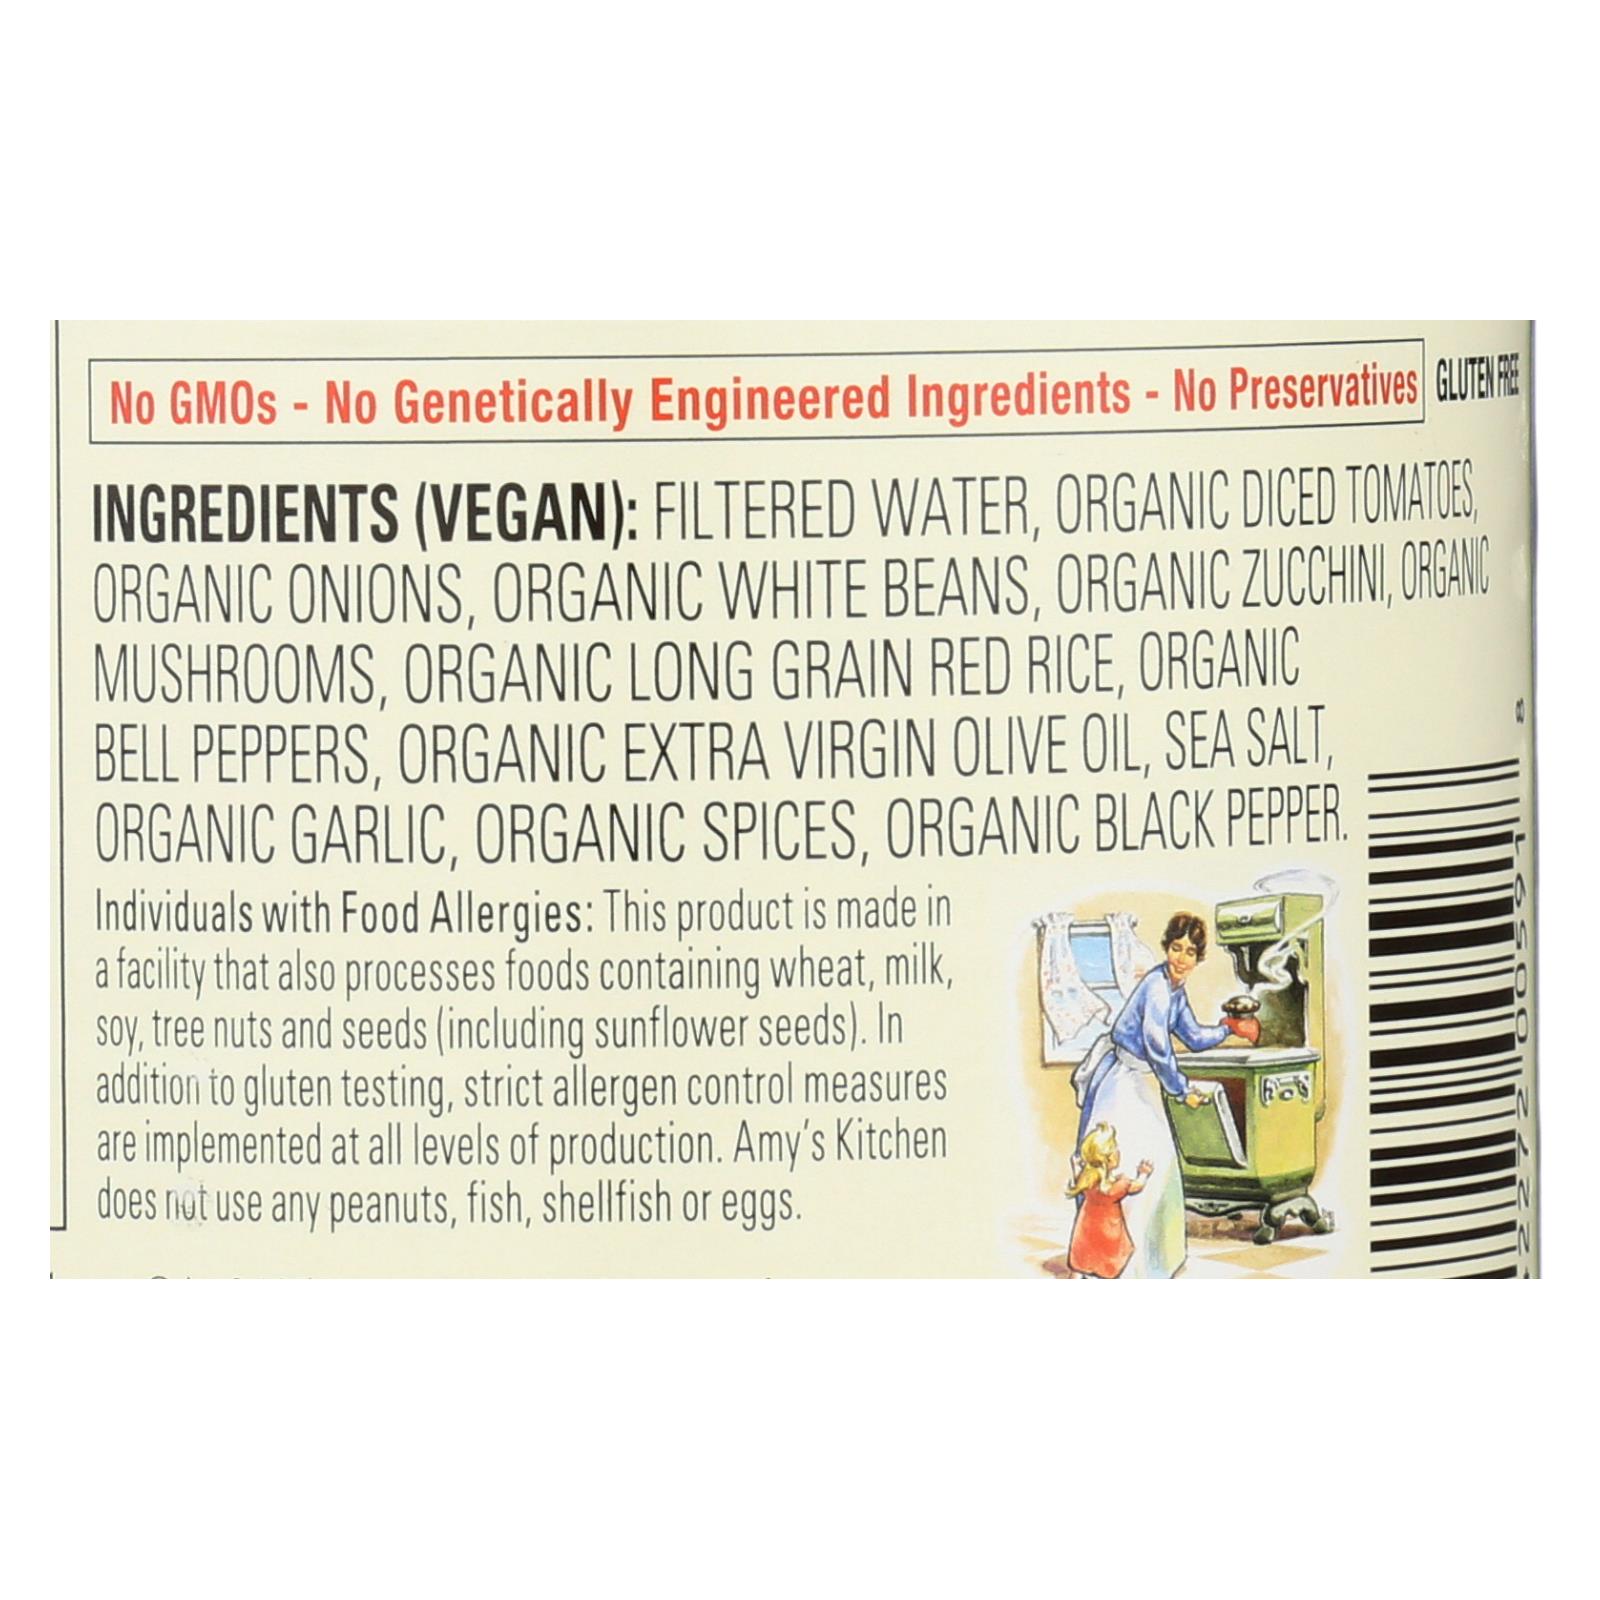 No GMOs - No Genetically Engineered Ingredients - No Preservatives
GLUTEN FREE
INGREDIENTS (VEGAN): FILTERED WATER, ORGANIC DICED TOMATOES,
ORGANIC ONIONS, ORGANIC WHITE BEANS, ORGANIC ZUCCHINI, ORGANIC
MUSHROOMS, ORGANIC LONG GRAIN RED RICE, ORGANIC
BELL PEPPERS, ORGANIC EXTRA VIRGIN OLIVE OIL, SEA SALT,
ORGANIC GARLIC, ORGANIC SPICES, ORGANIC BLACK PEPPER.
Individuals with Food Allergies: This product is made in
a facility that also processes foods containing wheat, milk,
soy, tree nuts and seeds (including sunflower seeds). In
addition to gluten testing, strict allergen control measures
are implemented at all levels of production. Amy's Kitchen
does not use any peanuts, fish, shellfish or eggs.
42272 00591 8